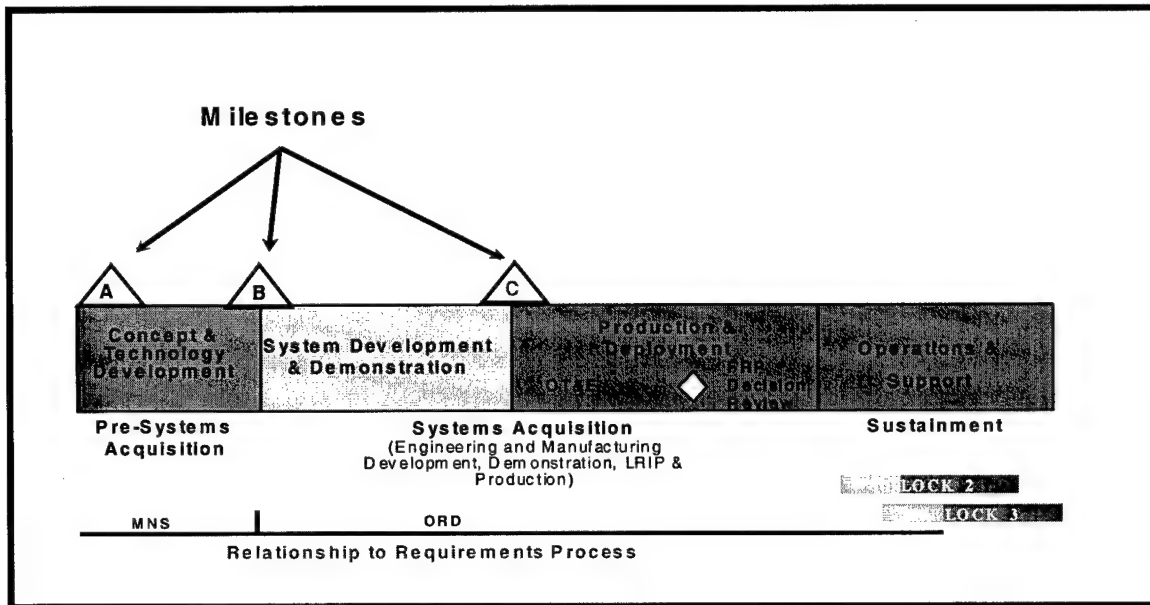 Milestones
A
B
C
Concept &
Technology
Development
System Development
& Demonstration
Production &
Deployment
OT&E
FRP
Decision
Review
Operations &
Support
Pre-Systems
Acquisition
Systems Acquisition
(Engineering and Manufacturing
Development, Demonstration, LRIP &
Production)
Sustainment
LOCK 2
LOCK 3
MNS
ORD
Relationship to Requirements Process